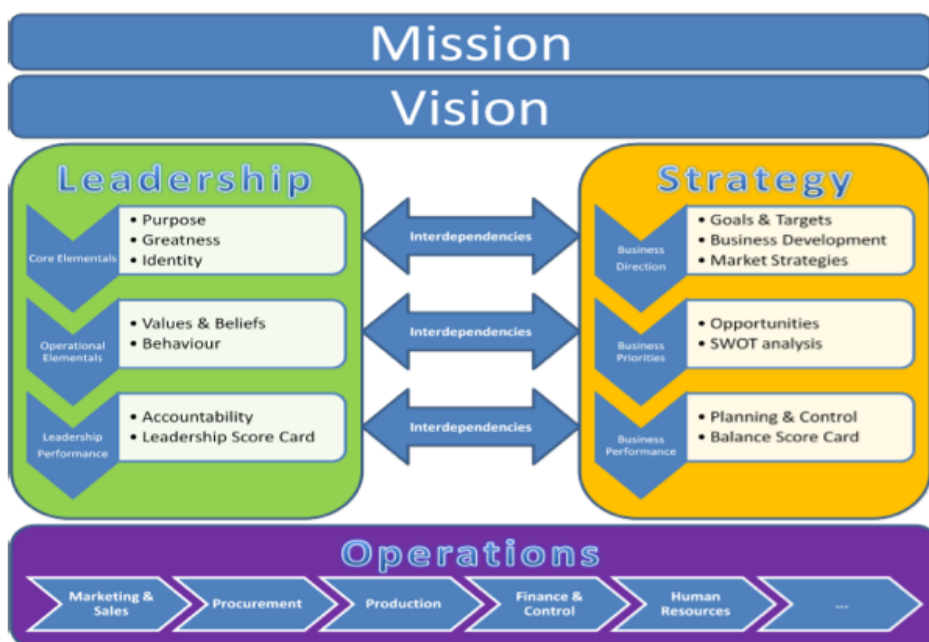 Mission
Vision
Leadership
Core Elementals
• Purpose
• Greatness
• Identity
Operational
Elementals
• Values & Beliefs
• Behaviour
Leadership
Performance
• Accountability
• Leadership Score Card
Interdependencies
Interdependencies
Interdependencies
Strategy
Business
Direction
• Goals & Targets
• Business Development
• Market Strategies
Business
Priorities
• Opportunities
• SWOT analysis
Business
Performance
• Planning & Control
• Balance Score Card
Operations
Marketing &
Sales
Procurement
Production
Finance &
Control
Human
Resources
...